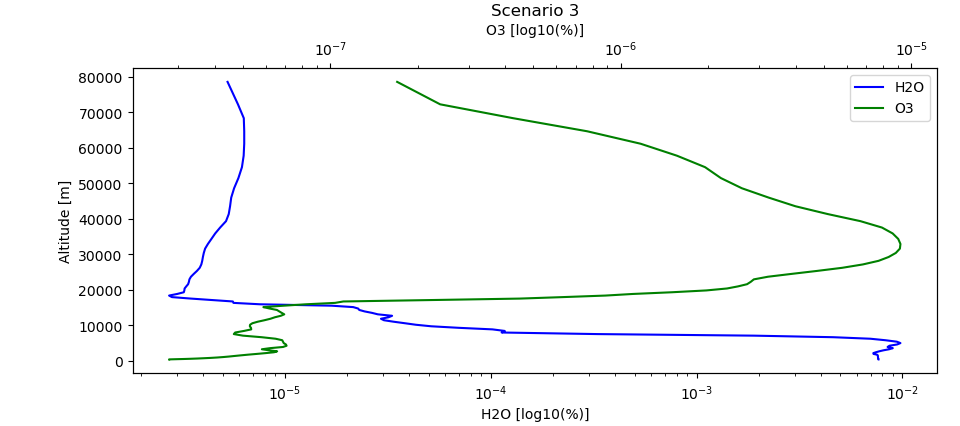 Scenario 3
O3 [log10(%)]
10⁻⁷ 10⁻⁶ 10⁻⁵
80000
70000
60000
50000
40000
30000
20000
10000
0
Altitude [m]
H2O
O3
10⁻⁵ 10⁻⁴ 10⁻³ 10⁻²
H2O [log10(%)]